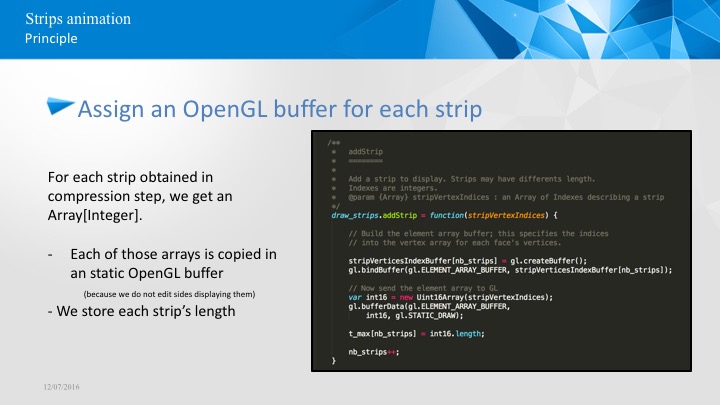 Strips animation
Principle
Assign an OpenGL buffer for each strip
For each strip obtained in
compression step, we get an
Array[Integer].
- Each of those arrays is copied in
an static OpenGL buffer
(because we do not edit sides displaying them)
- We store each strip's length
/**
* addStrip
* ========
*
* Add a strip to display. Strips may have differents length.
* Indexes are integers.
* @param {Array} stripVertexIndices : an Array of Indexes describing a strip
*/
draw_strips.addStrip = function(stripVertexIndices) {
// Build the element array buffer; this specifies the indices
// into the vertex array for each face's vertices.
stripVerticesIndexBuffer[nb_strips] = gl.createBuffer();
gl.bindBuffer(gl.ELEMENT_ARRAY_BUFFER, stripVerticesIndexBuffer[nb_strips]);
// Now send the element array to GL
var int16 = new Uint16Array(stripVertexIndices);
gl.bufferData(gl.ELEMENT_ARRAY_BUFFER,
int16, gl.STATIC_DRAW);
t_max[nb_strips] = int16.length;
nb_strips++;
}
12/07/2016